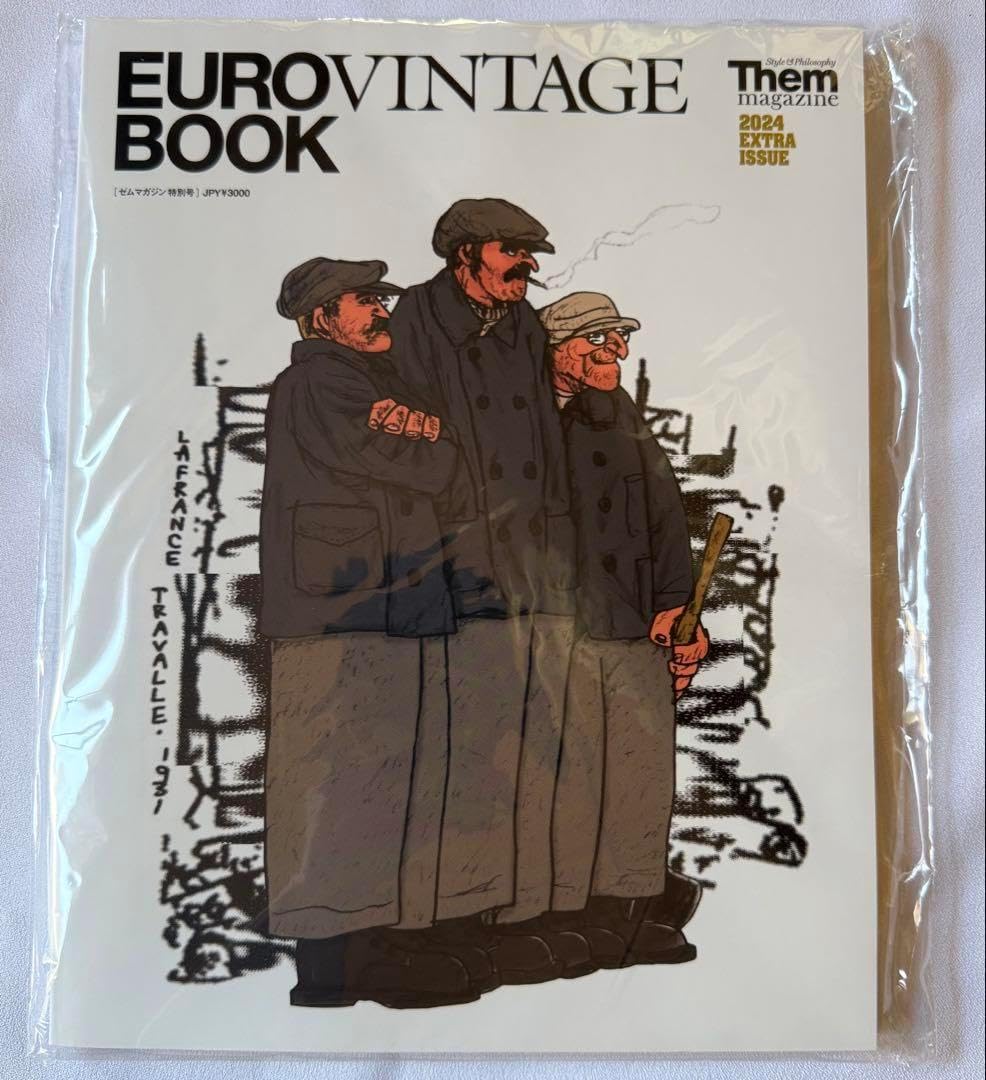 EUROVINTAGE
BOOK
[ゼムマガジン 特別号] JPY¥3000
Style & Philosophy
Them
magazine
2024
EXTRA
ISSUE
LAFRANCE
TRAVALLE. 1931